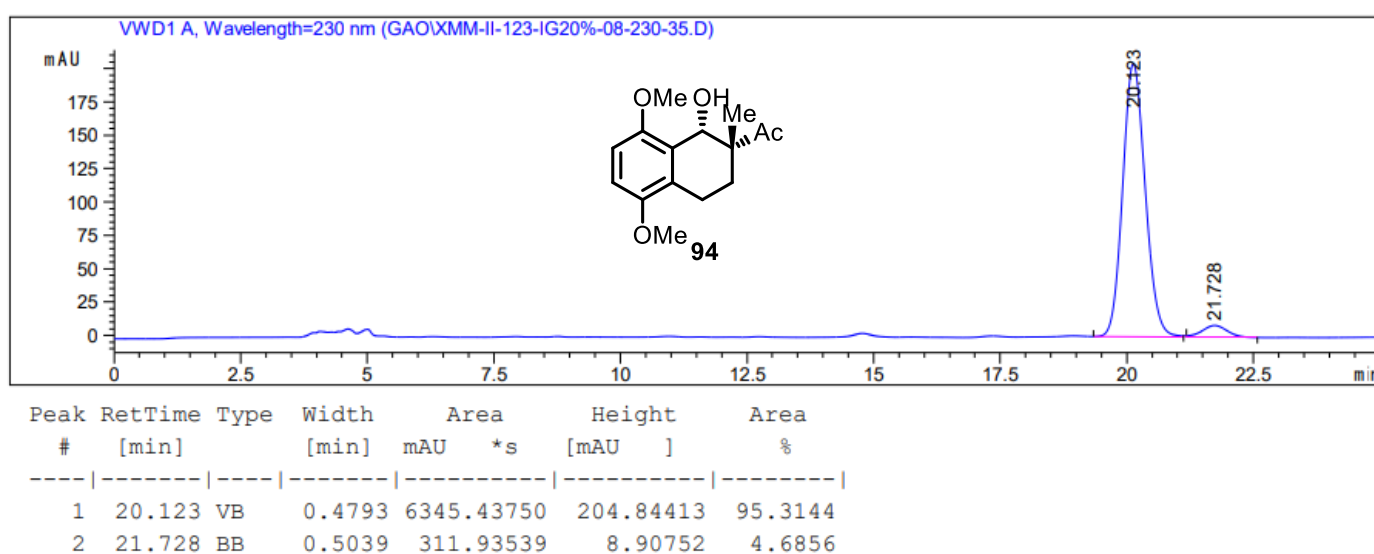 VWD1 A, Wavelength=230 nm (GAO\XMM-II-123-IG20%-08-230-35.D)
mAU
175
150
125
100
75
50
25
0
OMe
OH
Me
Ac
OMe
94
20.123
21.728
0 2.5 5 7.5 10 12.5 15 17.5 20 22.5 min
Peak RetTime Type Width Area Height Area
# [min] [min] mAU *s [mAU ] %
----|-------|----|-------|----------|----------|--------|
1 20.123 VB 0.4793 6345.43750 204.84413 95.3144
2 21.728 BB 0.5039 311.93539 8.90752 4.6856